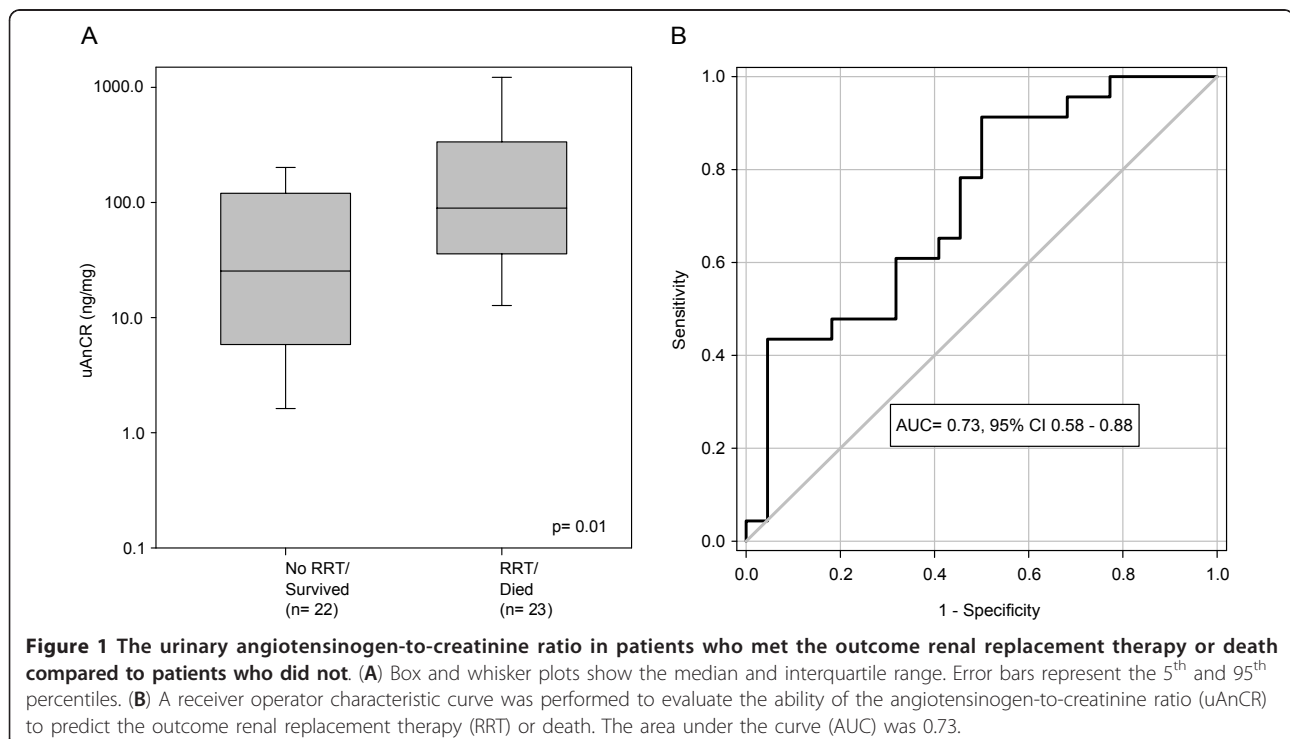 A
1000.0
100.0
10.0
1.0
0.1
uAnCR (ng/mg)
No RRT/
Survived
(n= 22)
RRT/
Died
(n= 23)
p= 0.01
B
1.0
0.8
0.6
0.4
0.2
0.0
Sensitivity
AUC= 0.73, 95% CI 0.58 - 0.88
0.0 0.2 0.4 0.6 0.8 1.0
1 - Specificity
Figure 1 The urinary angiotensinogen-to-creatinine ratio in patients who met the outcome renal replacement therapy or death
compared to patients who did not. (A) Box and whisker plots show the median and interquartile range. Error bars represent the 5th and 95th
percentiles. (B) A receiver operator characteristic curve was performed to evaluate the ability of the angiotensinogen-to-creatinine ratio (uAnCR)
to predict the outcome renal replacement therapy (RRT) or death. The area under the curve (AUC) was 0.73.